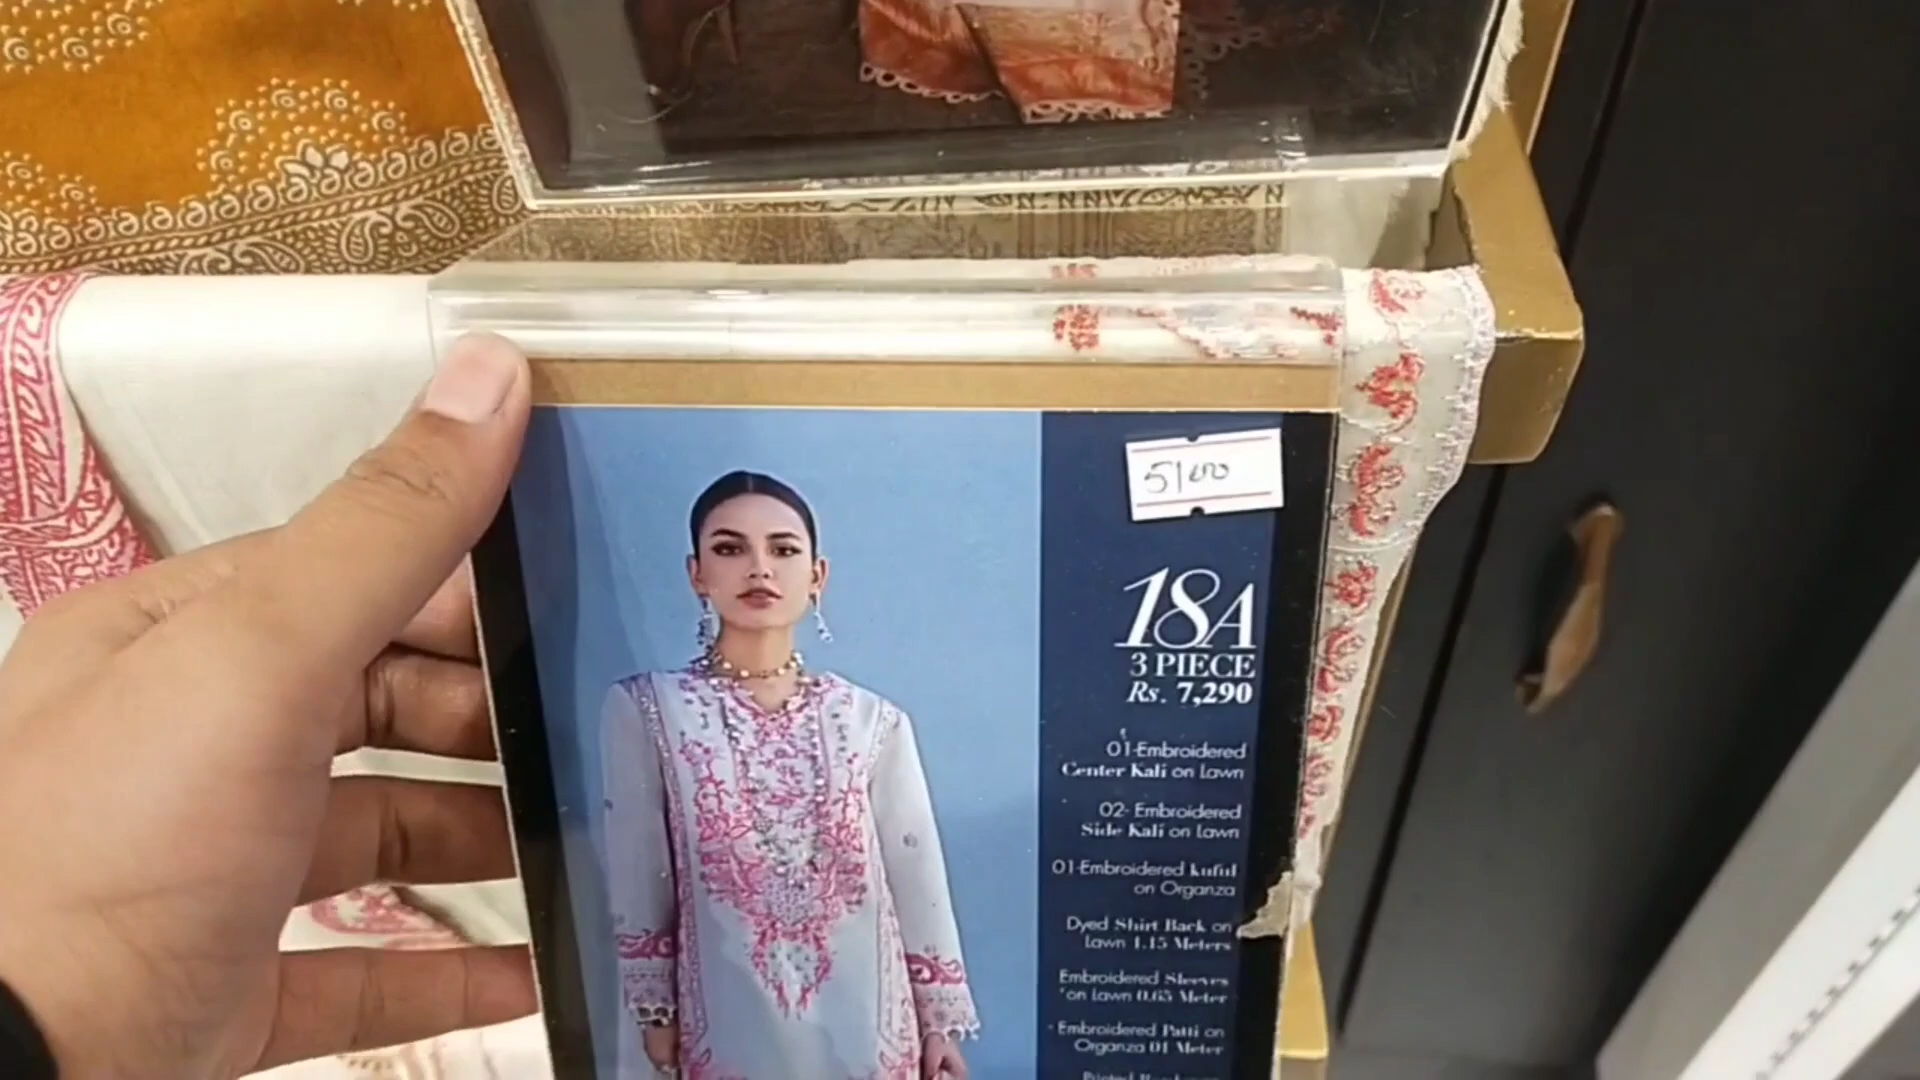 18A
3 PIECE
Rs. 7,290
01-Embroidered
Center Kali on Lawn
02- Embroidered
Side Kali on Lawn
01-Embroidered kuful
on Organza
Dyed Shirt Back on
Lawn 1.15 Meters
Embroidered Sleeves
on Lawn 0.65 Meter
Embroidered Patti on
Organza 01 Meter
Printed